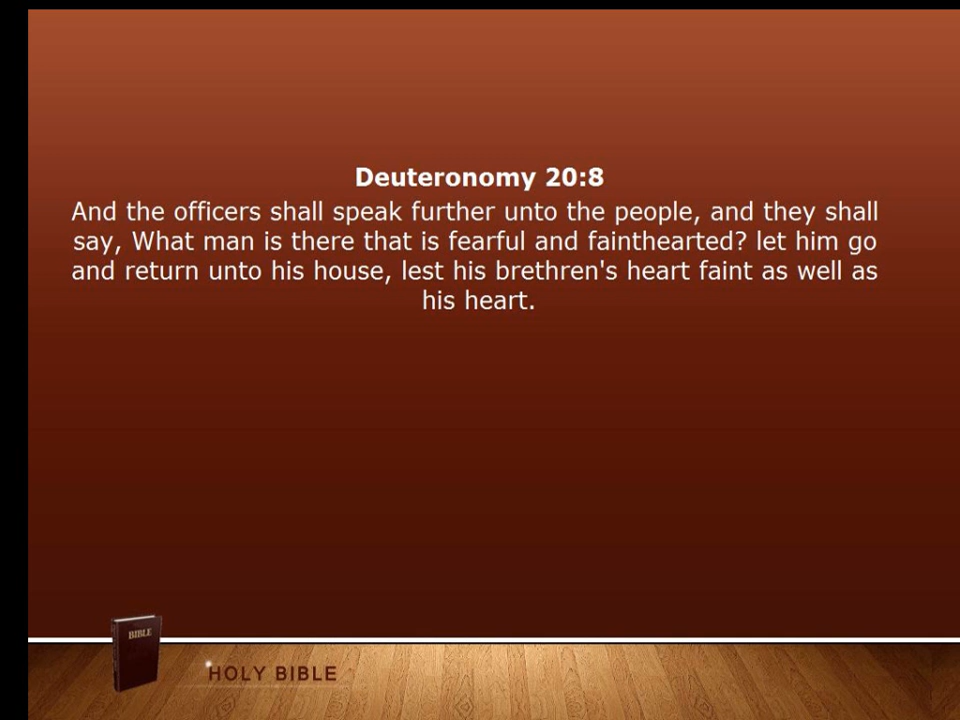 Deuteronomy 20:8
And the officers shall speak further unto the people, and they shall
say, What man is there that is fearful and fainthearted? let him go
and return unto his house, lest his brethren's heart faint as well as
his heart.
BIBLE
HOLY BIBLE